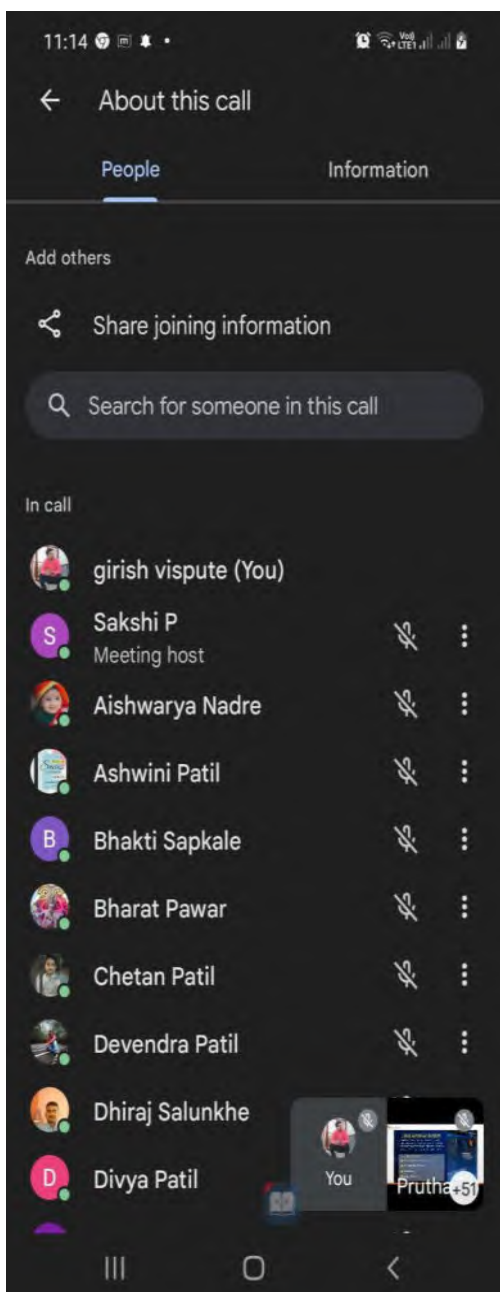 11:14
Vo))
LTE1
About this call
People Information
Add others
Share joining information
Search for someone in this call
In call
girish vispute (You)
S
Sakshi P
Meeting host
Aishwarya Nadre
Ashwini Patil
B
Bhakti Sapkale
Bharat Pawar
Chetan Patil
Devendra Patil
Dhiraj Salunkhe
D
Divya Patil
You
Prutha
+51